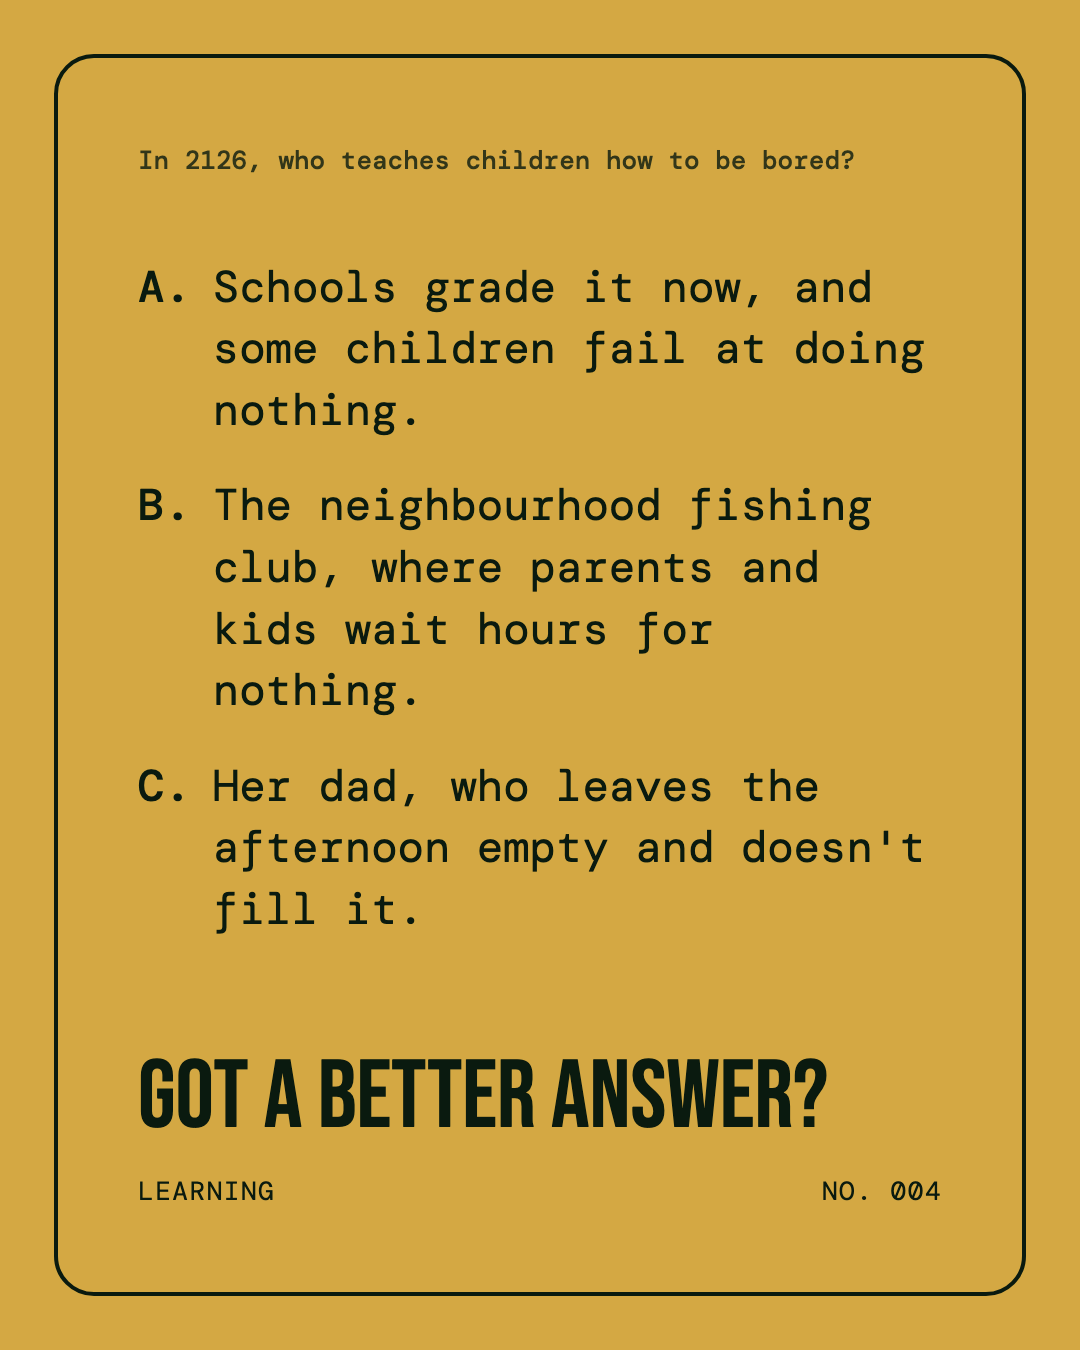 In 2126, who teaches children how to be bored?
A. Schools grade it now, and
some children fail at doing
nothing.
B. The neighbourhood fishing
club, where parents and
kids wait hours for
nothing.
C. Her dad, who leaves the
afternoon empty and doesn't
fill it.
GOT A BETTER ANSWER?
LEARNING NO. 004